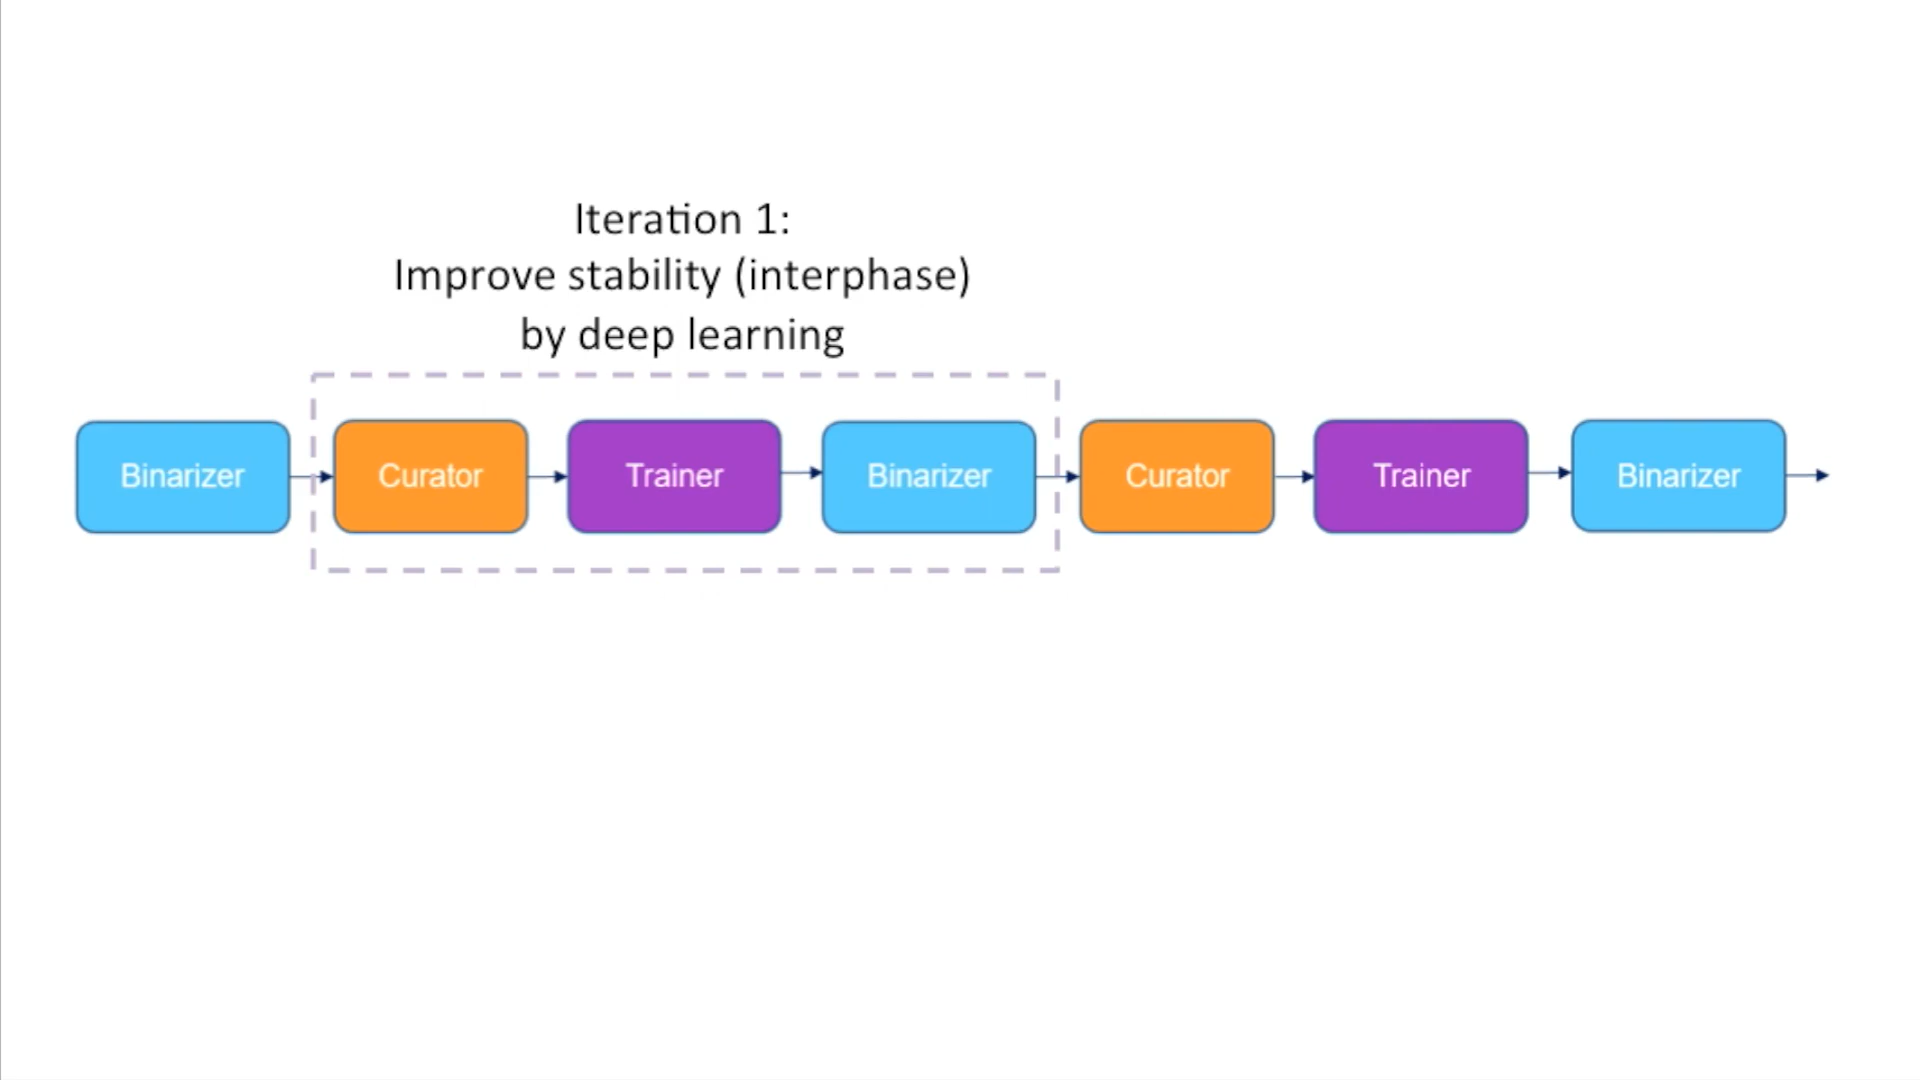 Iteration 1:
Improve stability (interphase)
by deep learning
Binarizer
Curator
Trainer
Binarizer
Curator
Trainer
Binarizer